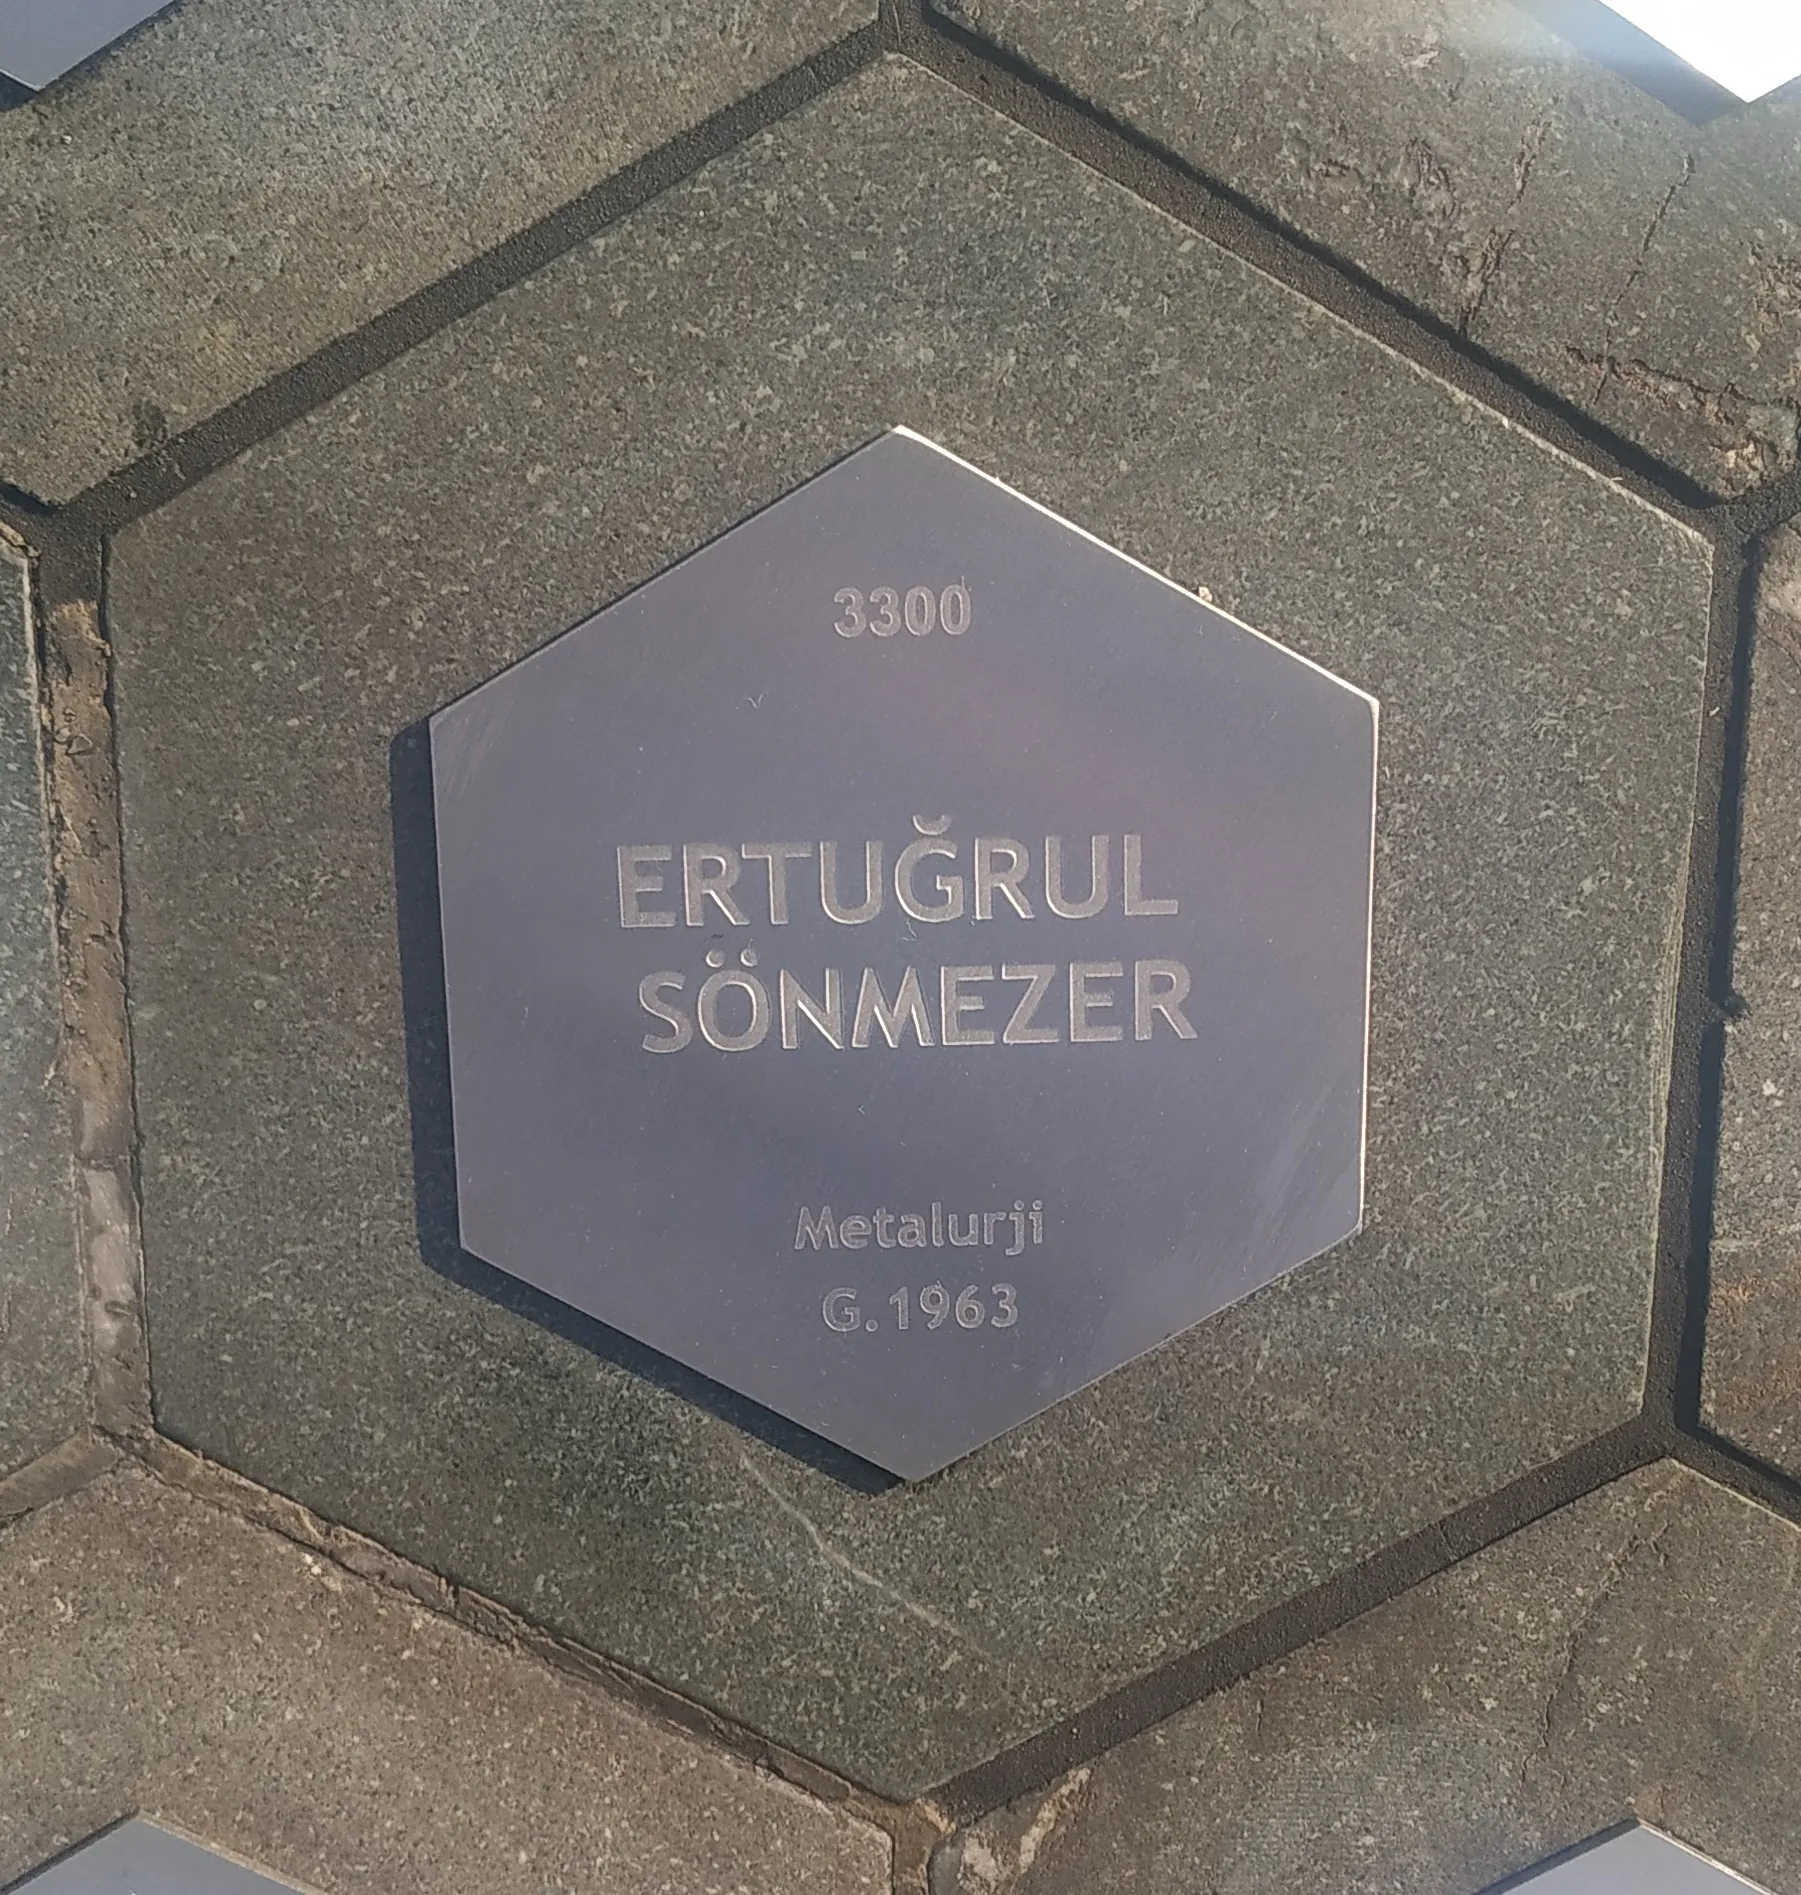 3300
ERTUĞRUL
SÖNMEZER
Metalurji
G.1963